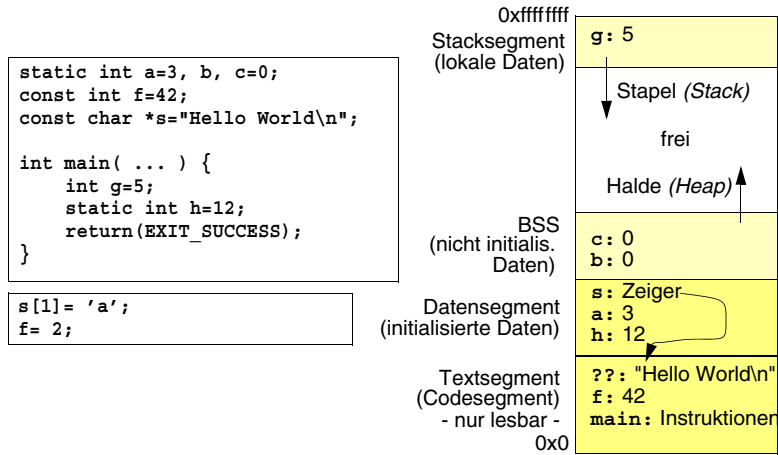 static int a=3, b, c=0;
const int f=42;
const char *s="Hello World\n";
int main( ... ) {
int g=5;
static int h=12;
return(EXIT_SUCCESS);
}
s[1]= ’a’;
f= 2;
0xffffffff
Stacksegment
(lokale Daten)
g: 5
Stapel (Stack)
frei
Halde (Heap)
BSS
(nicht initialis.
Daten)
c: 0
b: 0
Datensegment
(initialisierte Daten)
s: Zeiger
a: 3
h: 12
Textsegment
(Codesegment)
- nur lesbar -
0x0
??: "Hello World\n"
f: 42
main: Instruktionen